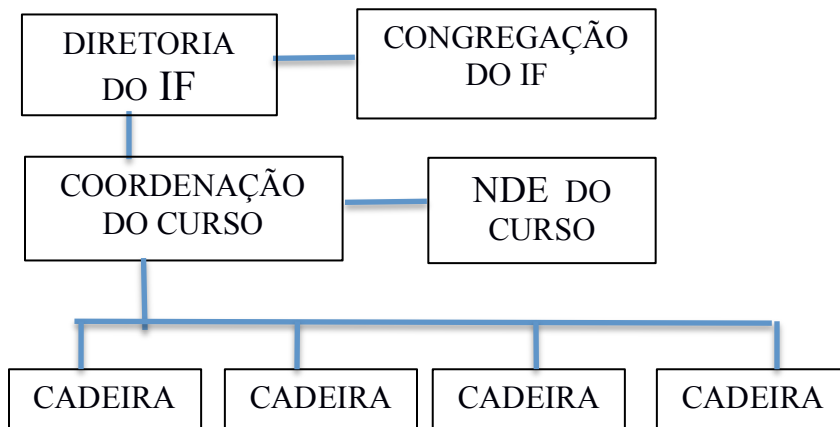 DIRETORIA
DO IF
CONGREGAÇÃO
DO IF
COORDENAÇÃO
DO CURSO
NDE DO
CURSO
CADEIRA
CADEIRA
CADEIRA
CADEIRA